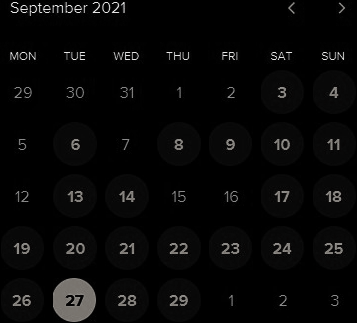 September 2021
MON TUE WED THU FRI SAT SUN
29 30 31 1 2 3 4
5 6 7 8 9 10 11
12 13 14 15 16 17 18
19 20 21 22 23 24 25
26 27 28 29 1 2 3